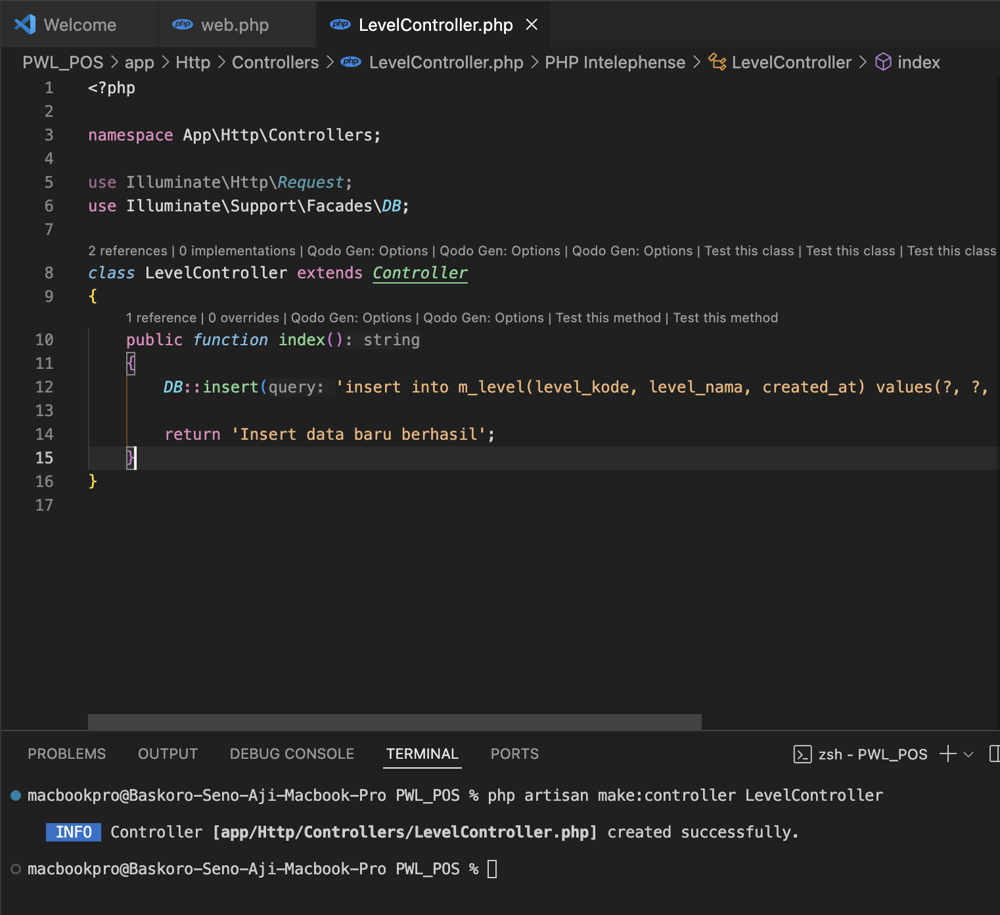 Welcome
web.php
LevelController.php
PWL_POS > app > Http > Controllers > LevelController.php > PHP Intelephense > LevelController > index
1 <?php
2
3 namespace App\Http\Controllers;
4
5 use Illuminate\Http\Request;
6 use Illuminate\Support\Facades\DB;
7
2 references | 0 implementations | Qodo Gen: Options | Qodo Gen: Options | Qodo Gen: Options | Test this class | Test this class | Test this class
8 class LevelController extends Controller
9 {
1 reference | 0 overrides | Qodo Gen: Options | Qodo Gen: Options | Test this method | Test this method
10 public function index(): string
11 {
12 DB::insert(query: 'insert into m_level(level_kode, level_nama, created_at) values(?, ?,
13
14 return 'Insert data baru berhasil';
15 }
16 }
17
PROBLEMS OUTPUT DEBUG CONSOLE TERMINAL PORTS zsh - PWL_POS
macbookpro@Baskoro-Seno-Aji-Macbook-Pro PWL_POS % php artisan make:controller LevelController
INFO Controller [app/Http/Controllers/LevelController.php] created successfully.
macbookpro@Baskoro-Seno-Aji-Macbook-Pro PWL_POS %